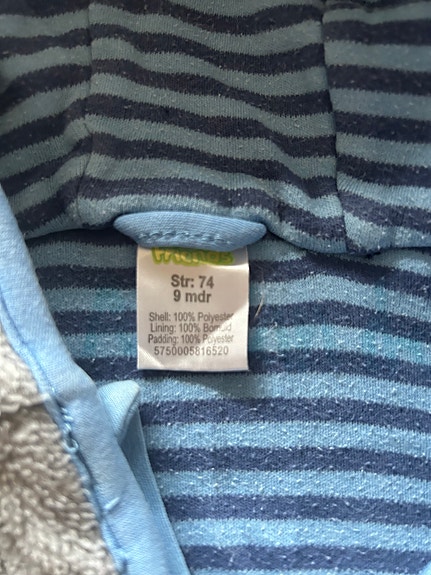 Str: 74
9 mdr
Shell: 100% Polyester
Lining: 100% Bomuld
Padding: 100% Polyester
5750005816520